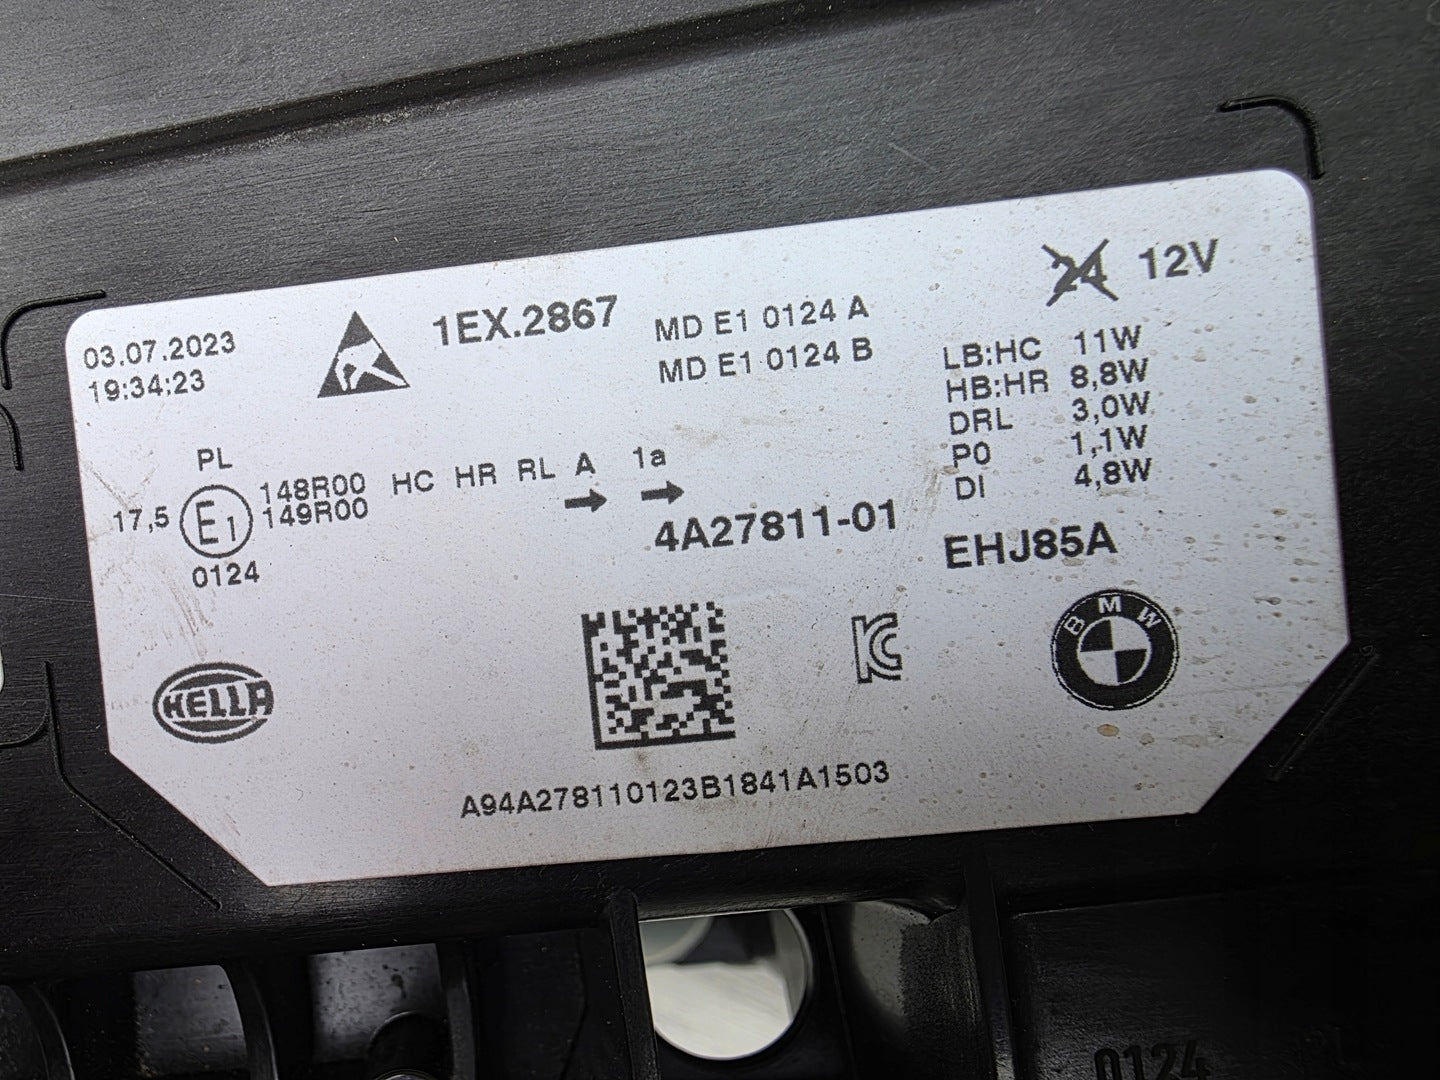 03.07.2023
19:34:23
1EX.2867
MD E1 0124 A
MD E1 0124 B
24 12V
LB:HC 11W
HB:HR 8,8W
DRL 3,0W
PO 1,1W
DI 4,8W
PL
17,5 E1 148R00 HC HR RL A 1a
149R00
0124
4A27811-01
EHJ85A
HELLA
KC
BMW
A94A278110123B1841A1503
0124